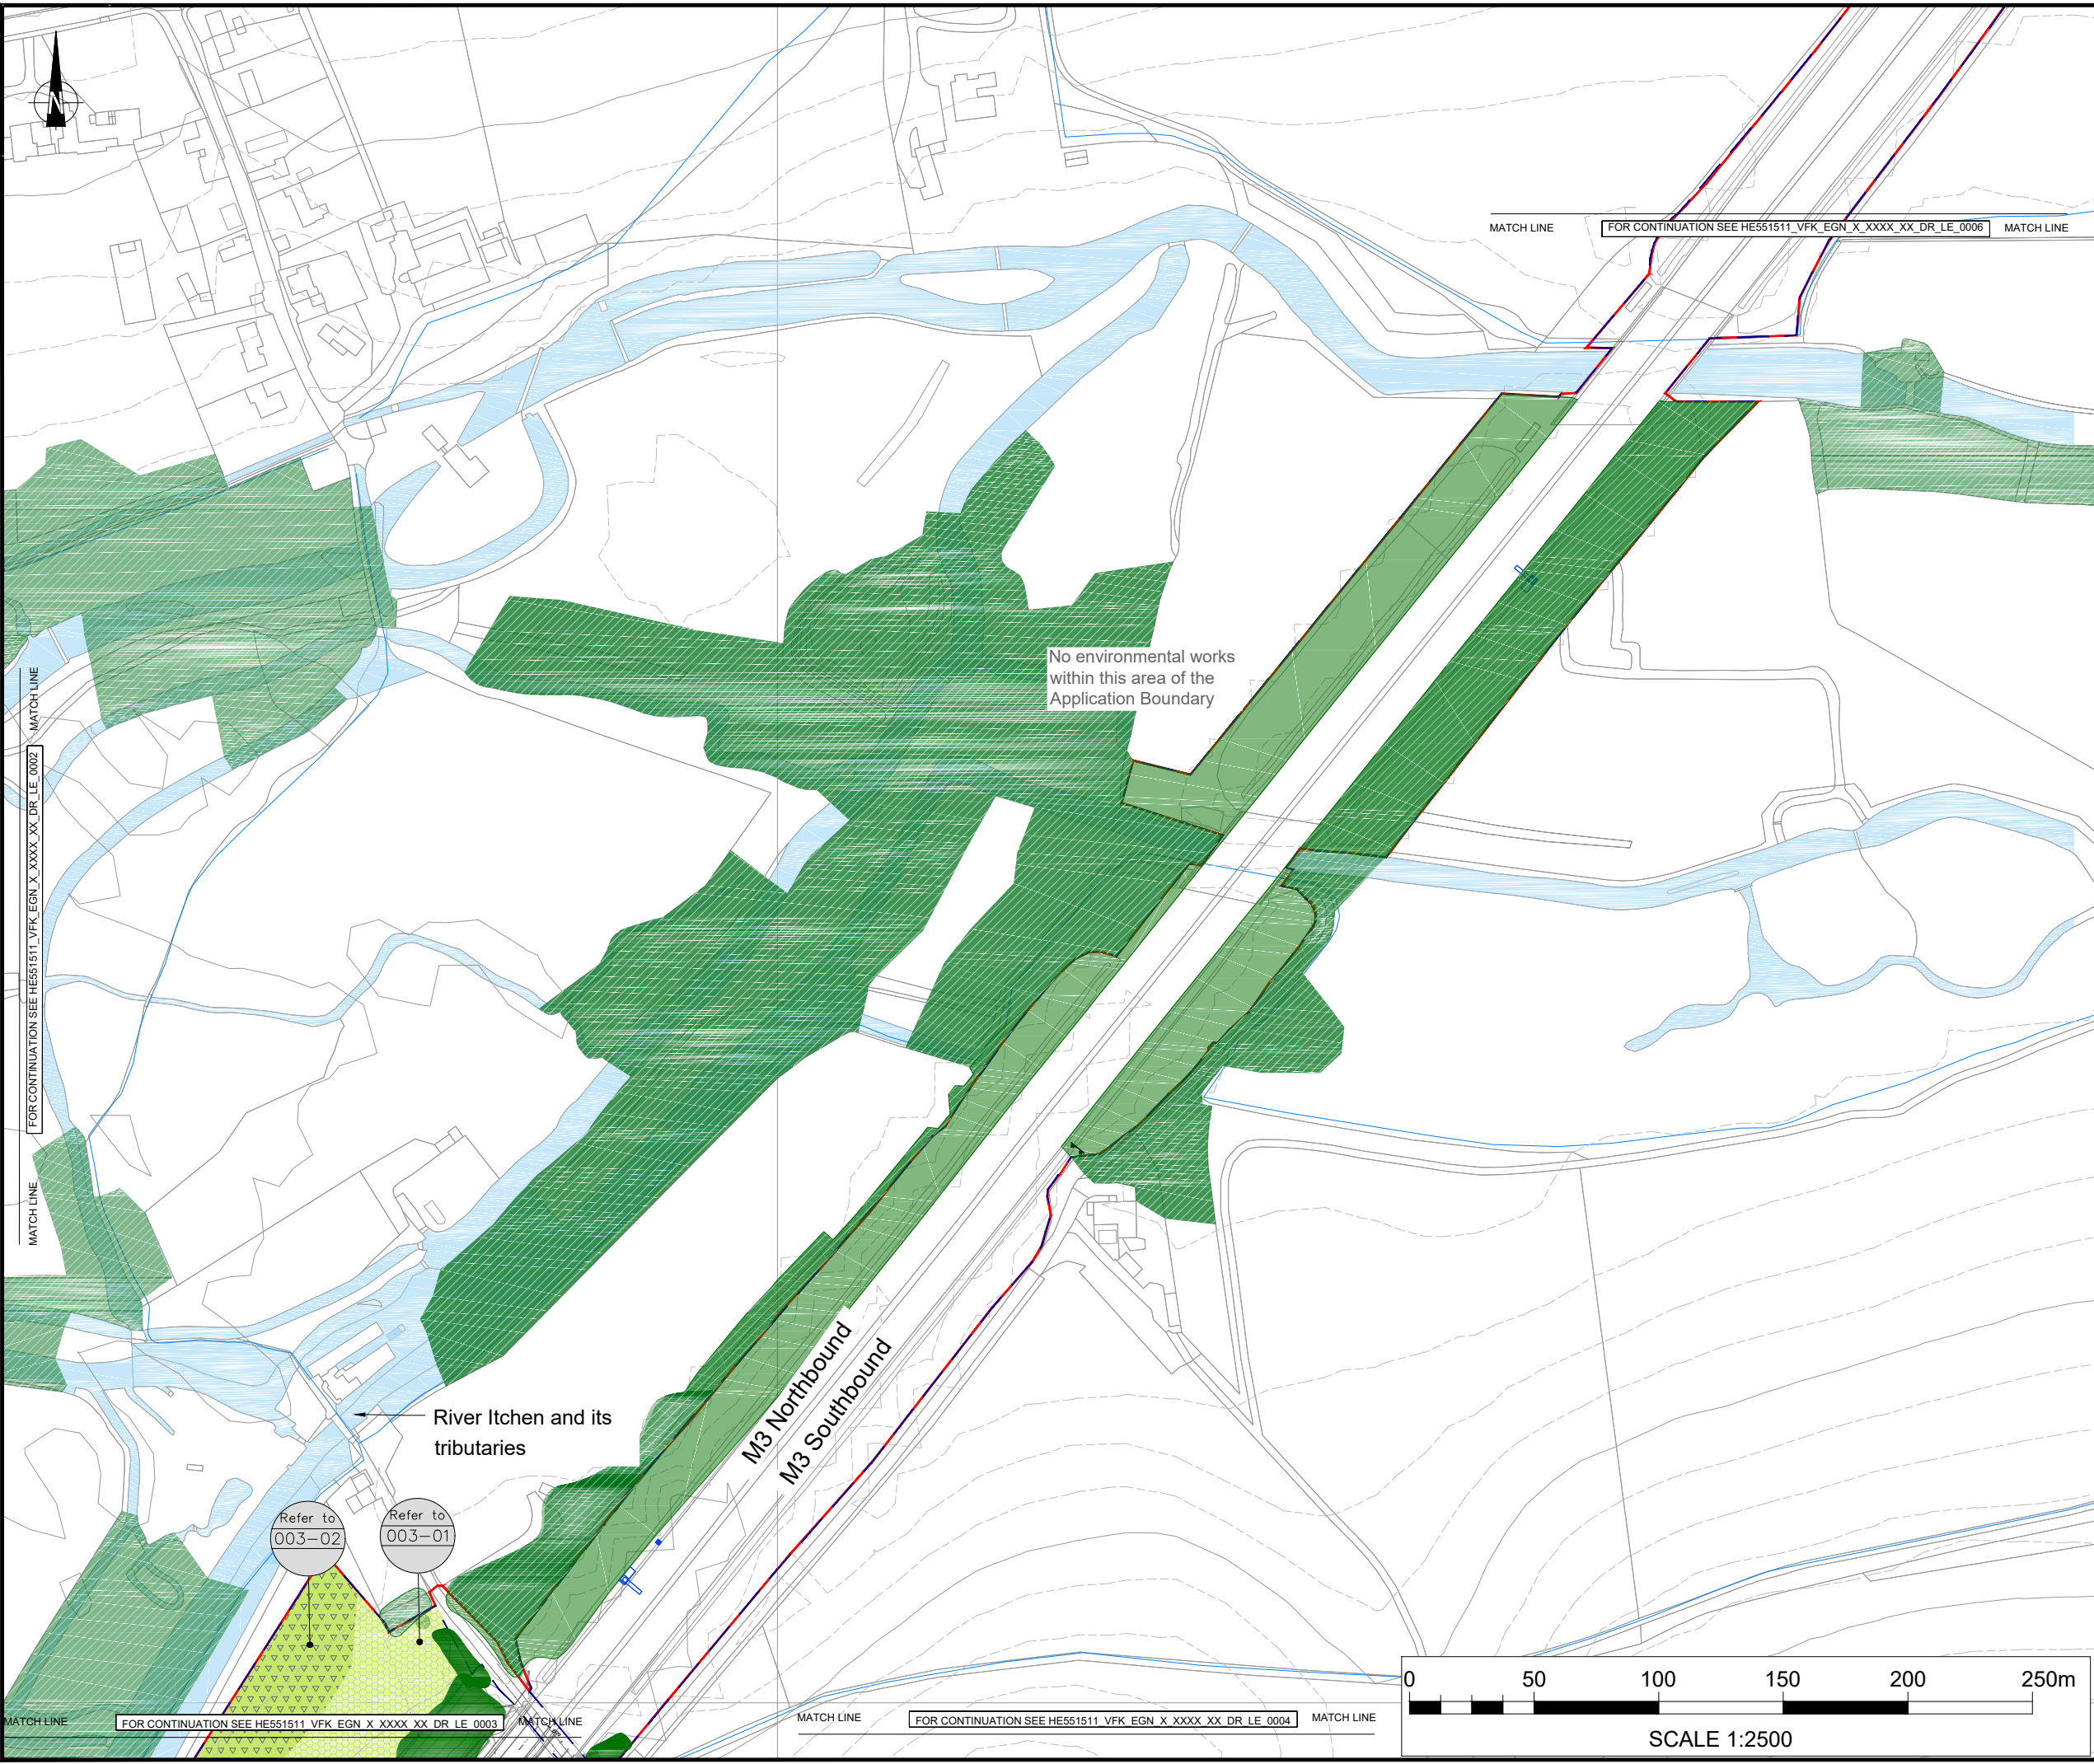 N
MATCH LINE
FOR CONTINUATION SEE HE551511_VFK_EGN_X_XXXX_XX_DR_LE_0006
MATCH LINE
No environmental works
within this area of the
Application Boundary
MATCH LINE
FOR CONTINUATION SEE HE551511_VFK_EGN_X_XXXX_XX_DR_LE_0002
MATCH LINE
M3 Northbound
M3 Southbound
River Itchen and its
tributaries
Refer to
003-02
Refer to
003-01
MATCH LINE
FOR CONTINUATION SEE HE551511_VFK_EGN_X_XXXX_XX_DR_LE_0003
MATCH LINE
MATCH LINE
FOR CONTINUATION SEE HE551511_VFK_EGN_X_XXXX_XX_DR_LE_0004
MATCH LINE
0 50 100 150 200 250m
SCALE 1:2500